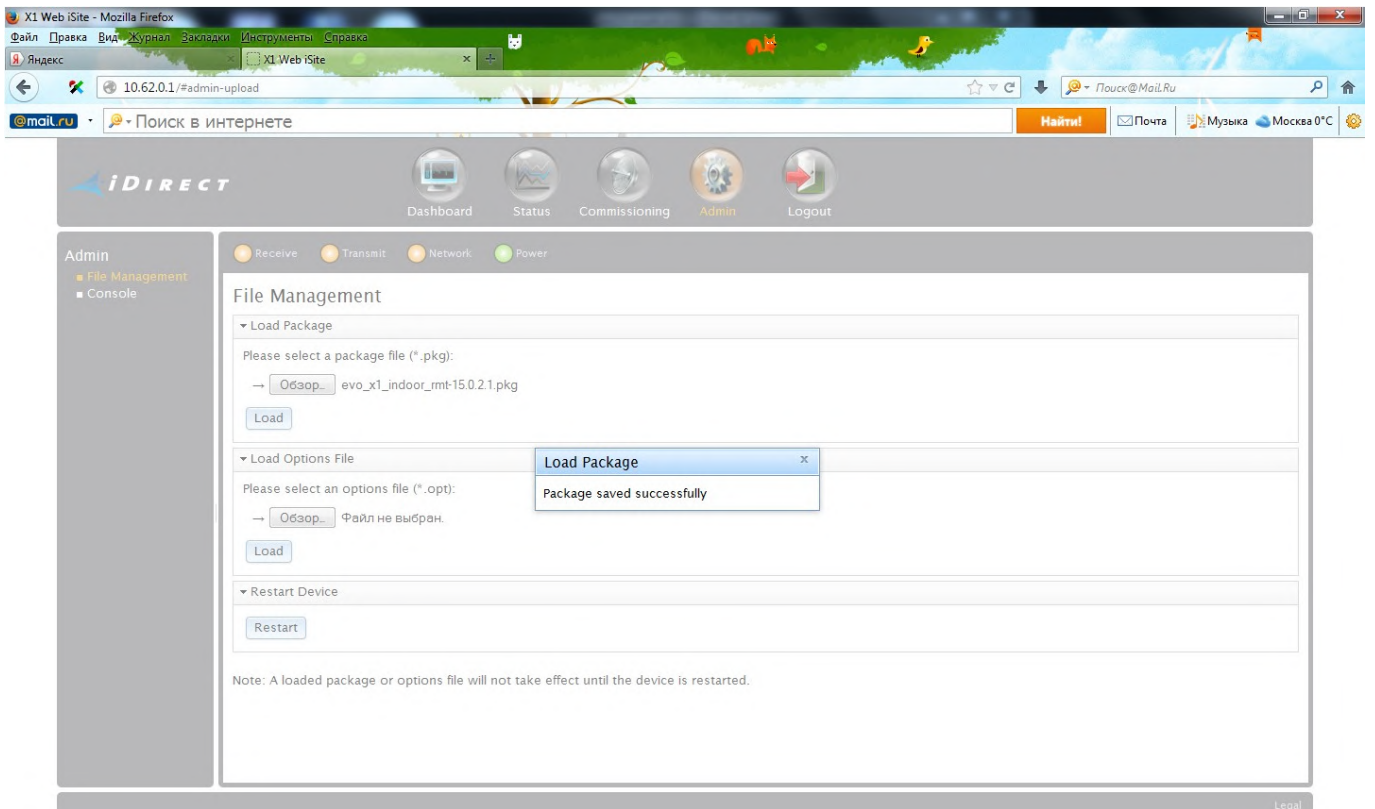 X1 Web iSite - Mozilla Firefox
Файл Правка Вид Журнал Закладки Инструменты Справка
Яндекс X1 Web iSite
10.62.0.1/#admin-upload Поиск@Mail.Ru
@mail.ru Поиск в интернете Найти! Почта Музыка Москва 0°C
iDIRECT
Dashboard Status Commissioning Admin Logout
Admin
File Management
Console
Receive Transmit Network Power
File Management
Load Package
Please select a package file (*.pkg):
→ Обзор... evo_x1_indoor_rmt-15.0.2.1.pkg
Load
Load Options File
Please select an options file (*.opt):
→ Обзор... Файл не выбран.
Load
Load Package x
Package saved successfully
Restart Device
Restart
Note: A loaded package or options file will not take effect until the device is restarted.
Legal